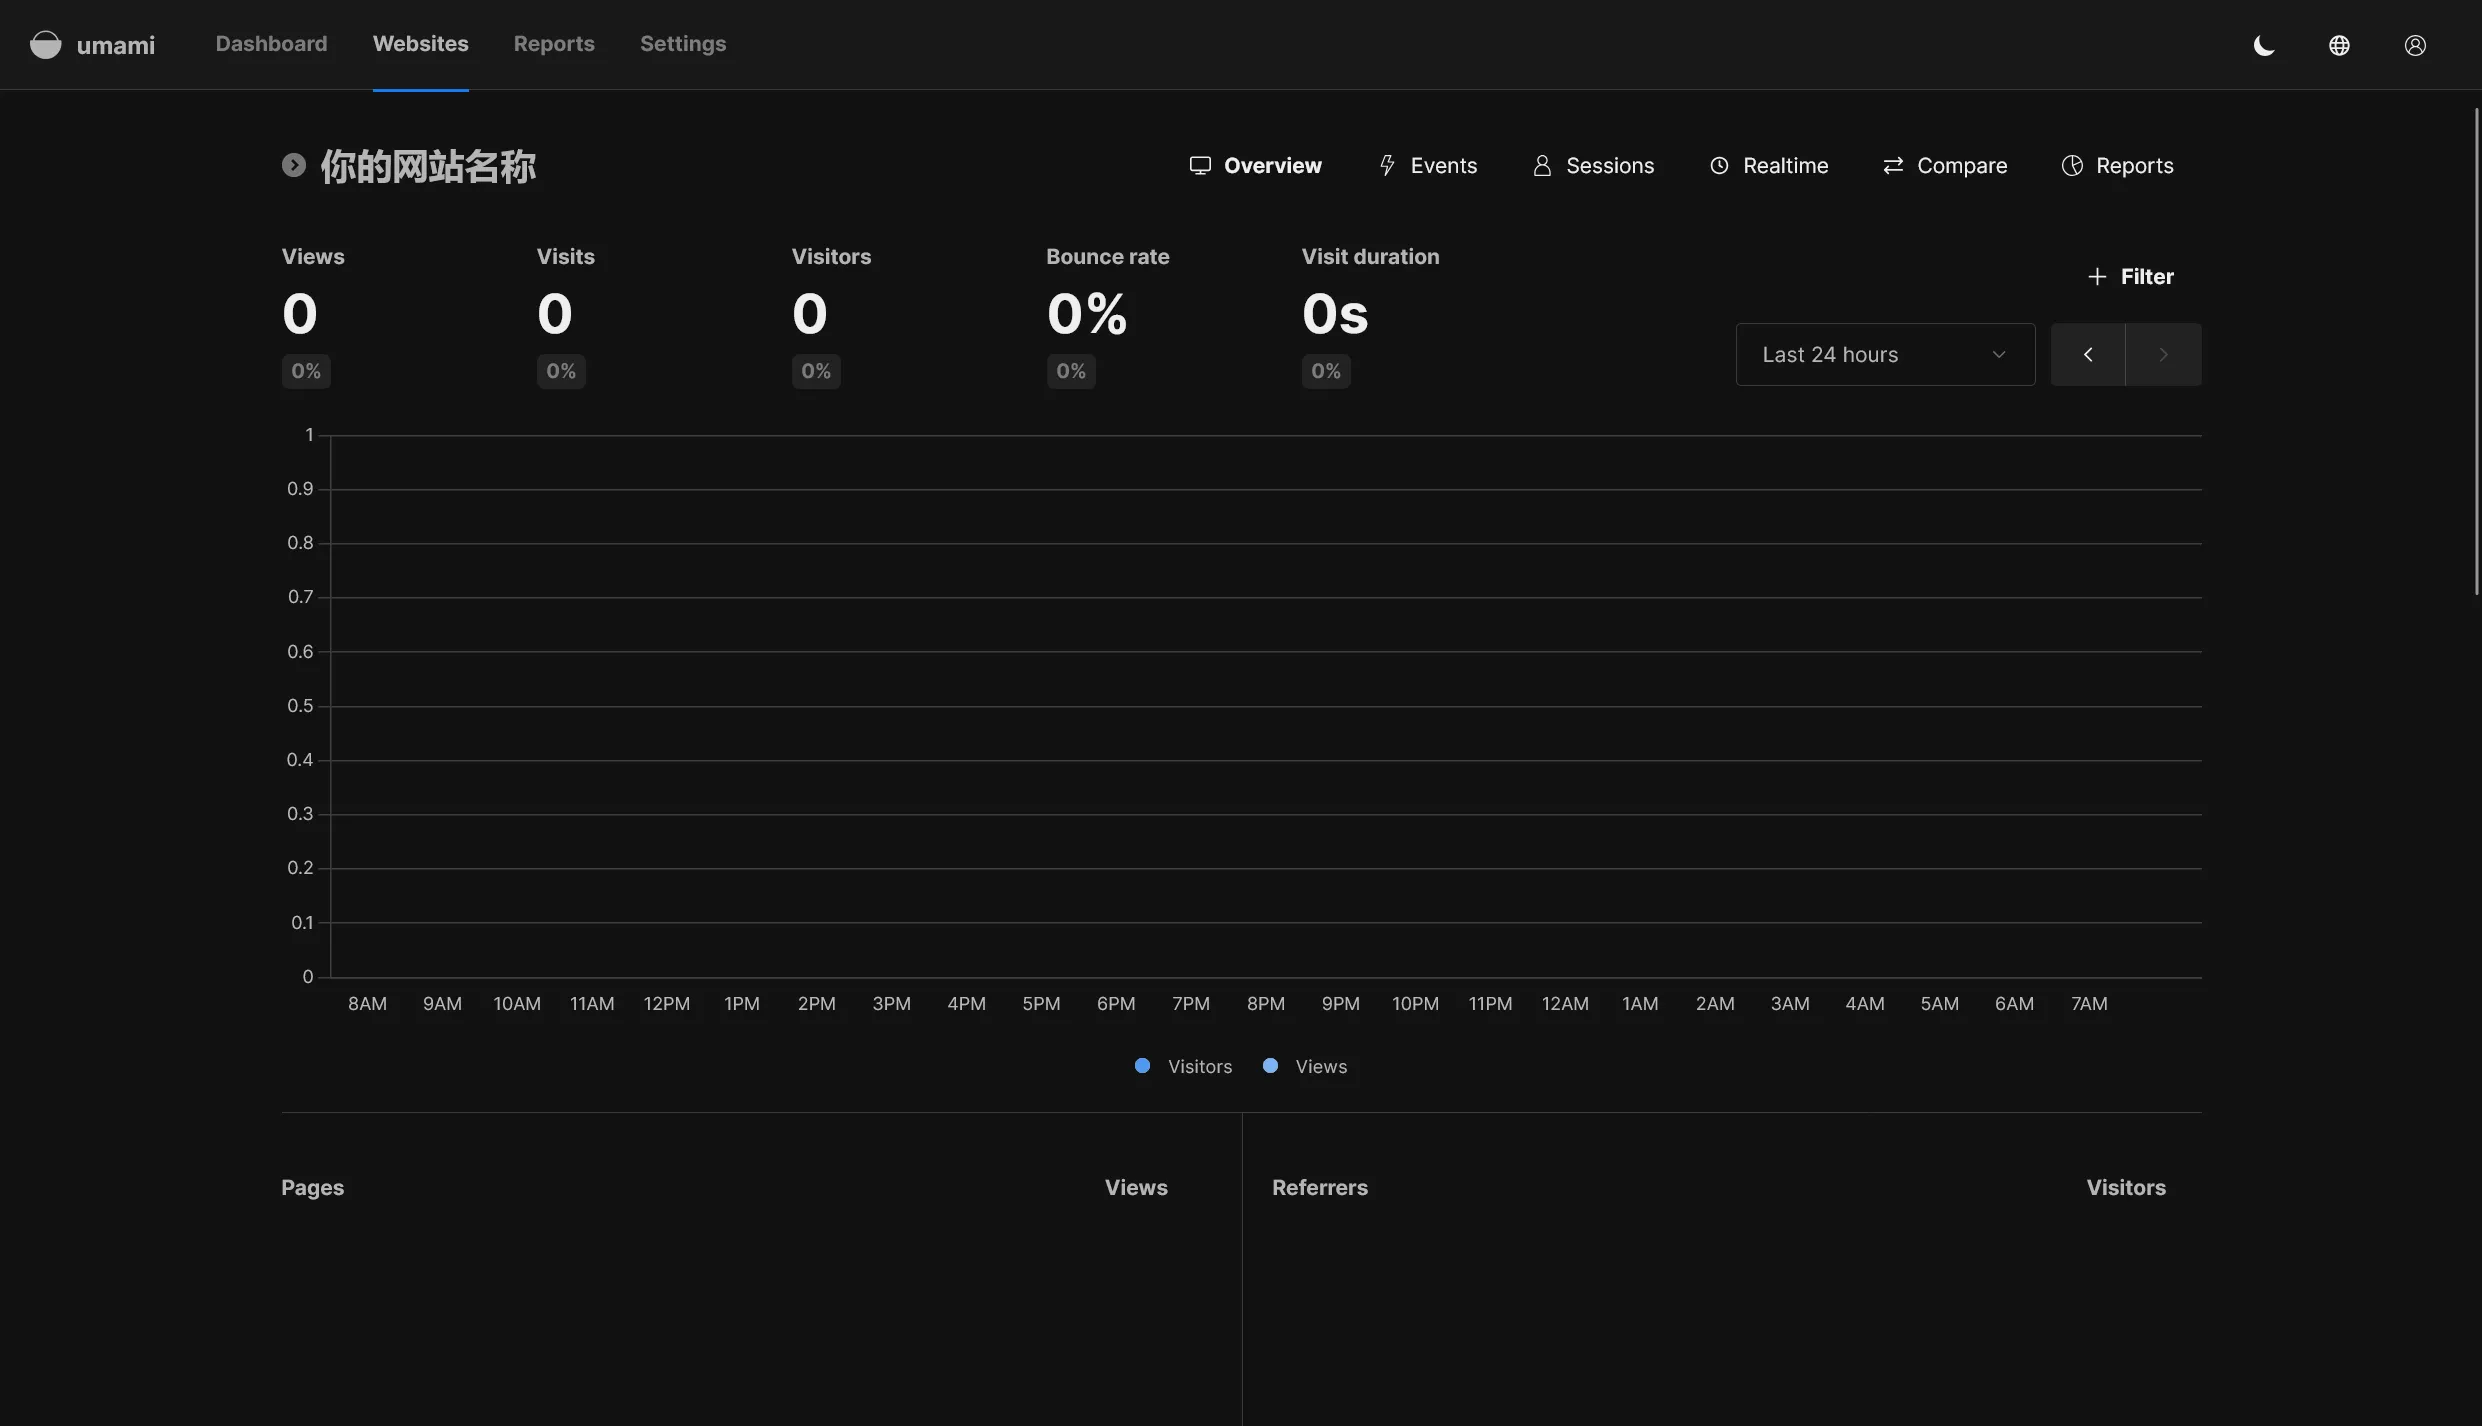 umami Dashboard Websites Reports Settings
你的网站名称 Overview Events Sessions Realtime Compare Reports
Views Visits Visitors Bounce rate Visit duration
Filter
0 0 0 0% 0s
Last 24 hours
0% 0% 0% 0% 0%
1
0.9
0.8
0.7
0.6
0.5
0.4
0.3
0.2
0.1
0
8AM 9AM 10AM 11AM 12PM 1PM 2PM 3PM 4PM 5PM 6PM 7PM 8PM 9PM 10PM 11PM 12AM 1AM 2AM 3AM 4AM 5AM 6AM 7AM
Visitors Views
Pages Views Referrers Visitors